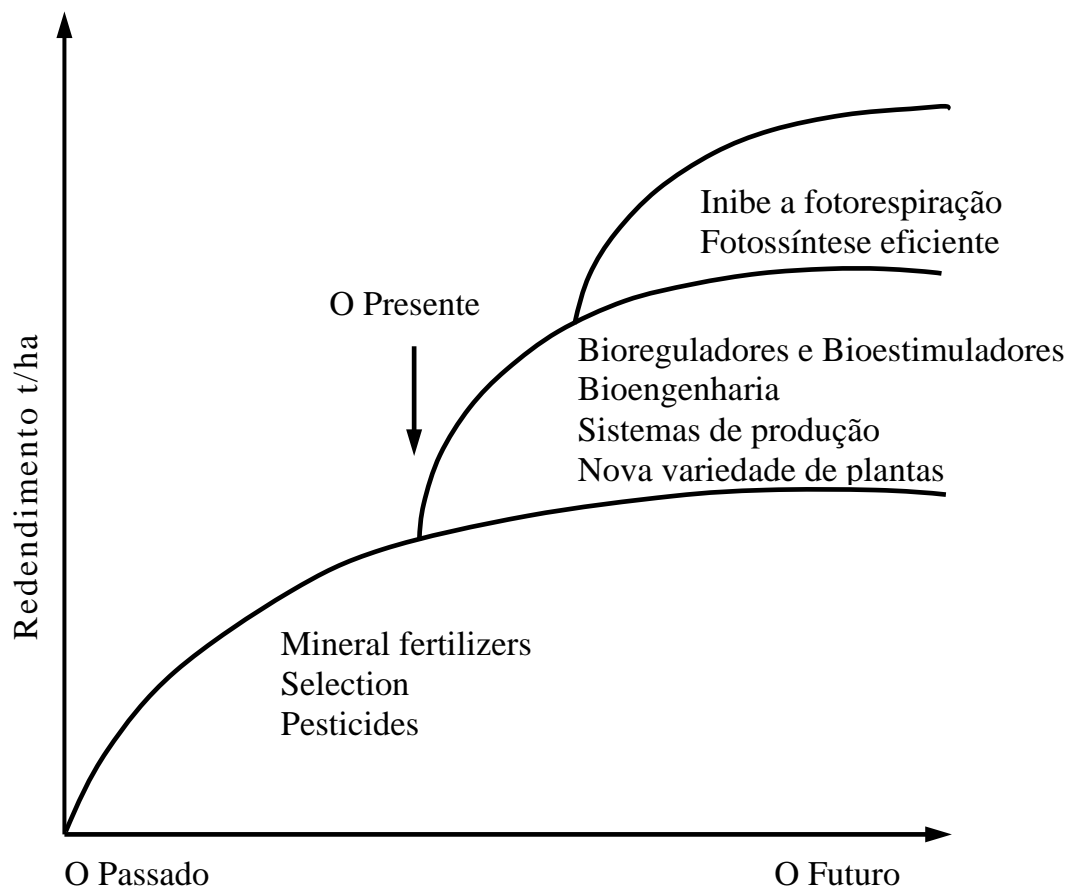 Inibe a fotorespiração
Fotossíntese eficiente
O Presente
Bioreguladores e Bioestimuladores
Bioengenharia
Sistemas de produção
Nova variedade de plantas
Redendimento t/ha
Mineral fertilizers
Selection
Pesticides
O Passado
O Futuro